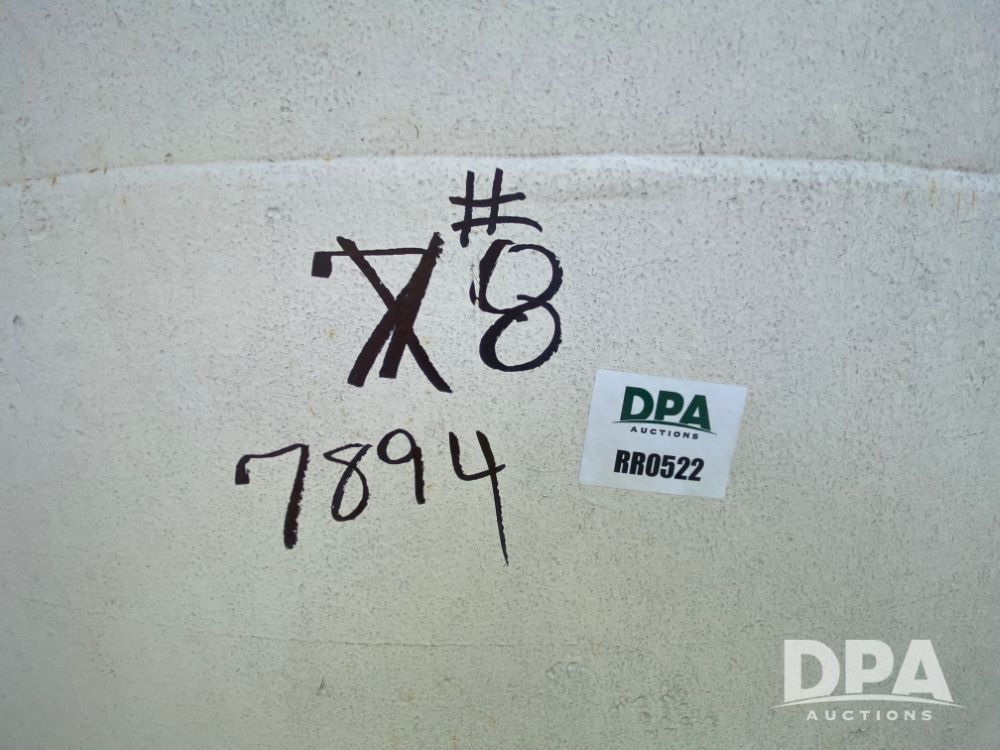 #
7 8
7894
DPA
AUCTIONS
RR0522
DPA
AUCTIONS